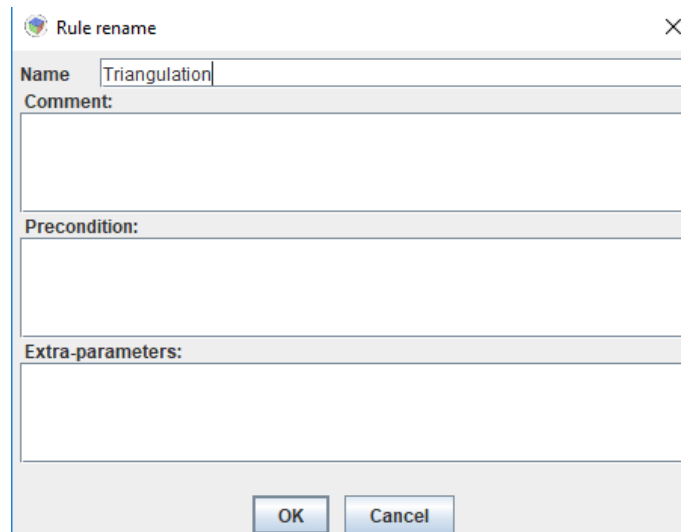 Rule rename
Name Triangulation
Comment:
Precondition:
Extra-parameters:
OK Cancel